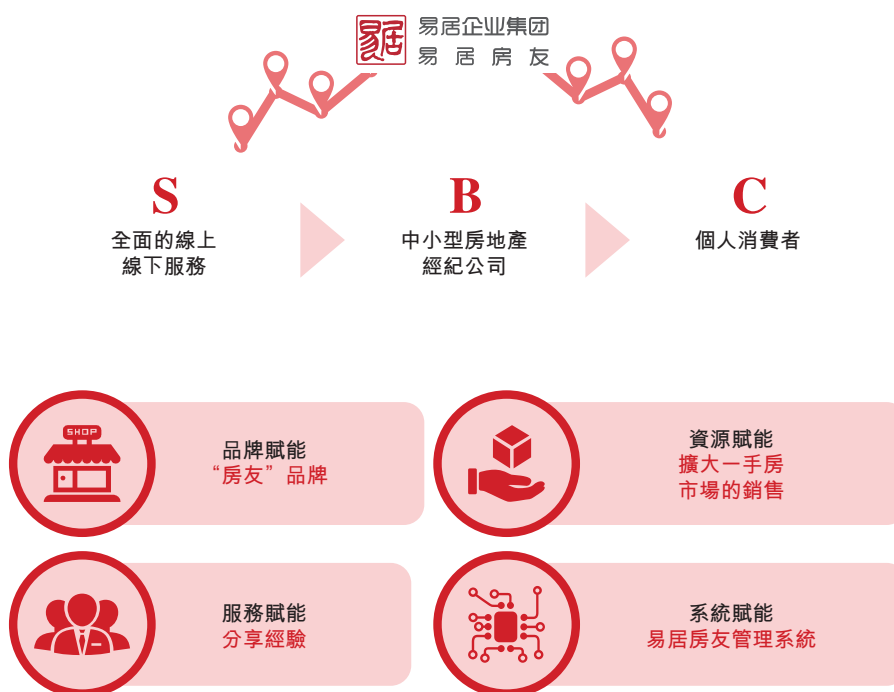 易居
易居企业集团
易居房友
S
全面的線上
線下服務
B
中小型房地產
經紀公司
C
個人消費者
SHOP
品牌賦能
“房友”品牌
資源賦能
擴大一手房
市場的銷售
服務賦能
分享經驗
系統賦能
易居房友管理系統